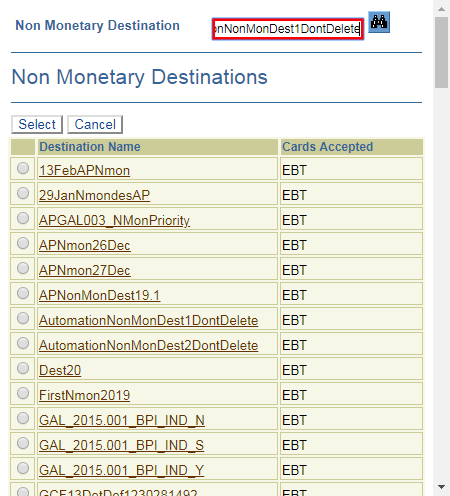 Non Monetary Destination onNonMonDest1DontDelete
Non Monetary Destinations
Select Cancel
Destination Name Cards Accepted
13FebAPNmon EBT
29JanNmondesAP EBT
APGAL003_NMonPriority EBT
APNmon26Dec EBT
APNmon27Dec EBT
APNonMonDest19.1 EBT
AutomationNonMonDest1DontDelete EBT
AutomationNonMonDest2DontDelete EBT
Dest20 EBT
FirstNmon2019 EBT
GAL_2015.001_BPI_IND_N EBT
GAL_2015.001_BPI_IND_S EBT
GAL_2015.001_BPI_IND_Y EBT
EBT